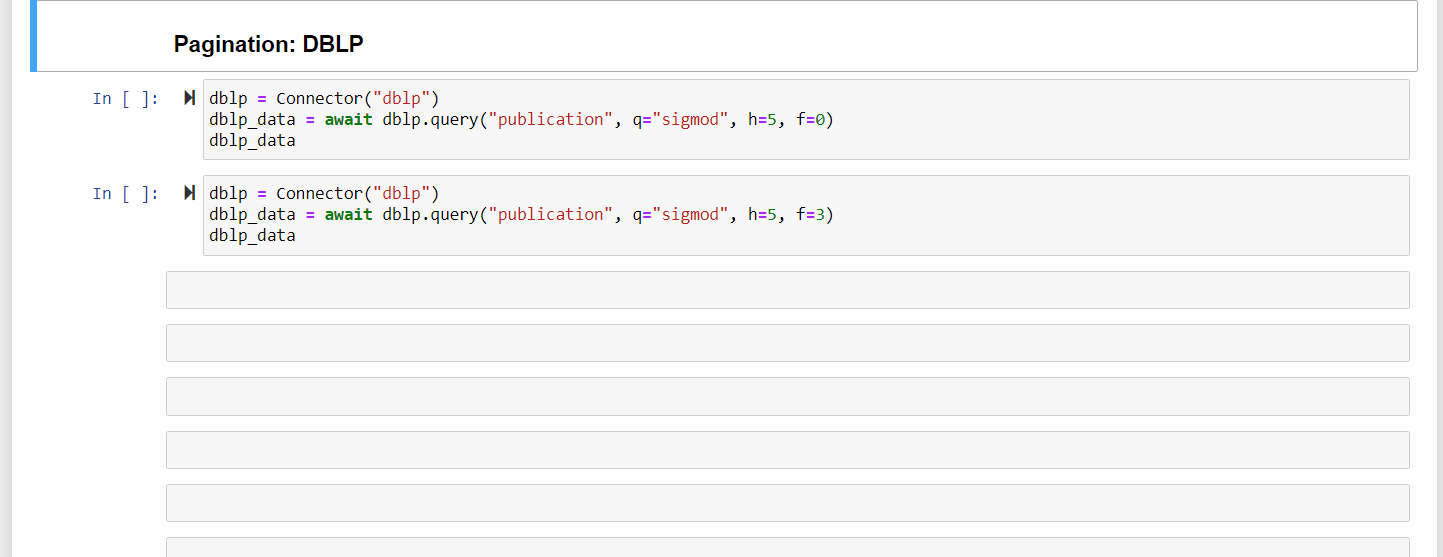 Pagination: DBLP
In [ ]:
dblp = Connector("dblp")
dblp_data = await dblp.query("publication", q="sigmod", h=5, f=0)
dblp_data
In [ ]:
dblp = Connector("dblp")
dblp_data = await dblp.query("publication", q="sigmod", h=5, f=3)
dblp_data